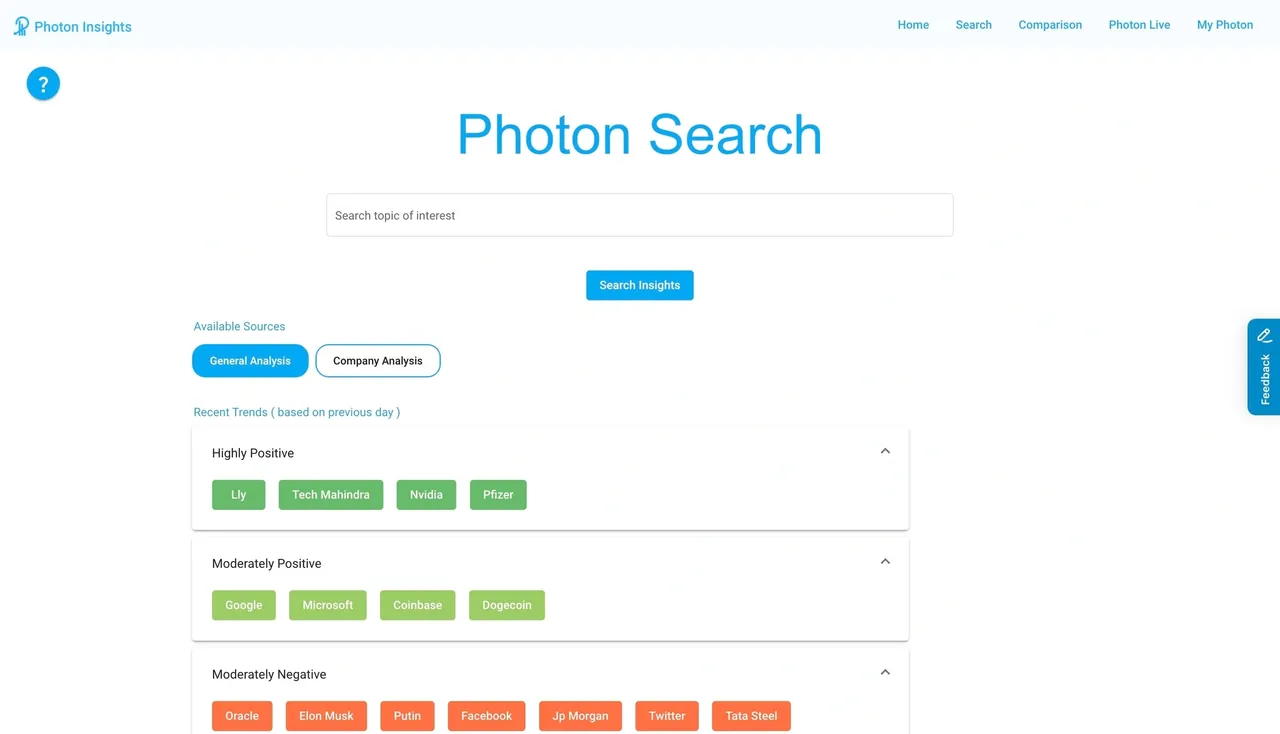 Photon Insights
Home Search Comparison Photon Live My Photon
?
Photon Search
Search topic of interest
Search Insights
Available Sources
General Analysis Company Analysis
Feedback
Recent Trends ( based on previous day )
Highly Positive
Lly Tech Mahindra Nvidia Pfizer
Moderately Positive
Google Microsoft Coinbase Dogecoin
Moderately Negative
Oracle Elon Musk Putin Facebook Jp Morgan Twitter Tata Steel